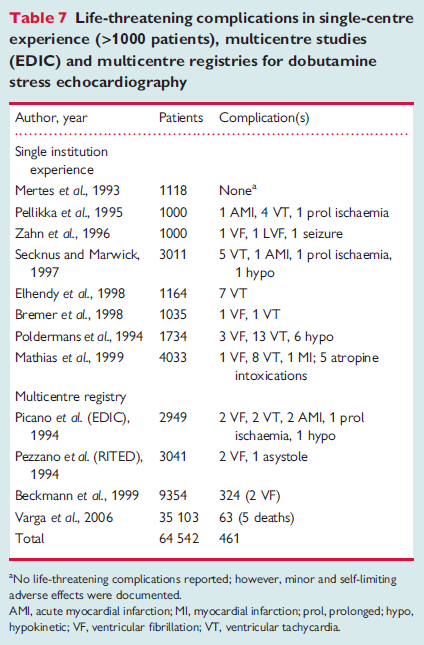 Table 7 Life-threatening complications in single-centre
experience (>1000 patients), multicentre studies
(EDIC) and multicentre registries for dobutamine
stress echocardiography
Author, year Patients Complication(s)
Single institution
experience
Mertes et al., 1993 1118 Noneᵃ
Pellikka et al., 1995 1000 1 AMI, 4 VT, 1 prol ischaemia
Zahn et al., 1996 1000 1 VF, 1 LVF, 1 seizure
Secknus and Marwick, 3011 5 VT, 1 AMI, 1 prol ischaemia,
1997 1 hypo
Elhendy et al., 1998 1164 7 VT
Bremer et al., 1998 1035 1 VF, 1 VT
Poldermans et al., 1994 1734 3 VF, 13 VT, 6 hypo
Mathias et al., 1999 4033 1 VF, 8 VT, 1 MI; 5 atropine
intoxications
Multicentre registry
Picano et al. (EDIC), 2949 2 VF, 2 VT, 2 AMI, 1 prol
1994 ischaemia, 1 hypo
Pezzano et al. (RITED), 3041 2 VF, 1 asystole
1994
Beckmann et al., 1999 9354 324 (2 VF)
Varga et al., 2006 35 103 63 (5 deaths)
Total 64 542 461
ᵃNo life-threatening complications reported; however, minor and self-limiting
adverse effects were documented.
AMI, acute myocardial infarction; MI, myocardial infarction; prol, prolonged; hypo,
hypokinetic; VF, ventricular fibrillation; VT, ventricular tachycardia.